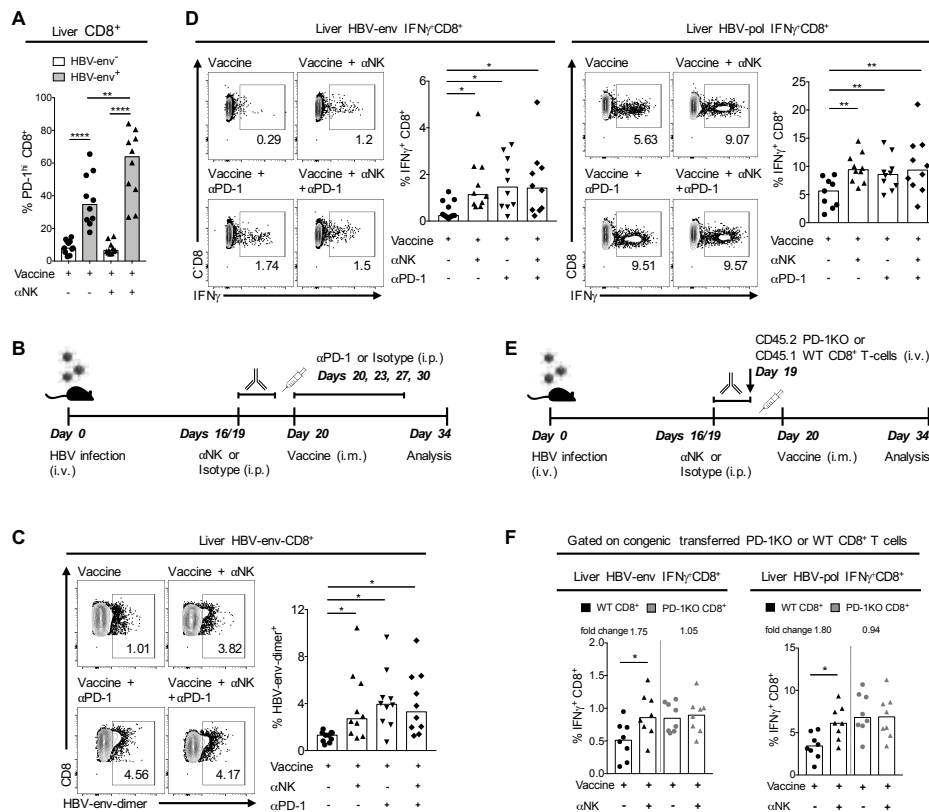 A
Liver CD8⁺
HBV-env⁻
HBV-env⁺
**
**** ****
% PD-1ʰⁱ CD8⁺
100
80
60
40
20
0
Vaccine + + + +
αNK - - + +
D
Liver HBV-env IFNγ⁺CD8⁺
Vaccine
Vaccine + αNK
0.29
1.2
Vaccine + αPD-1
Vaccine + αNK + αPD-1
1.74
1.5
CD8
IFNγ
*
*
*
% IFNγ⁺ CD8⁺
6
4
2
0
Vaccine + + + +
αNK - + - +
αPD-1 - - + +
Liver HBV-pol IFNγ⁺CD8⁺
Vaccine
Vaccine + αNK
5.63
9.07
Vaccine + αPD-1
Vaccine + αNK + αPD-1
9.51
9.57
CD8
IFNγ
**
**
**
% IFNγ⁺ CD8⁺
25
20
15
10
5
0
Vaccine + + + +
αNK - + - +
αPD-1 - - + +
B
αPD-1 or Isotype (i.p.)
Days 20, 23, 27, 30
Day 0
Days 16/19
Day 20
Day 34
HBV infection (i.v.)
αNK or Isotype (i.p.)
Vaccine (i.m.)
Analysis
E
CD45.2 PD-1KO or
CD45.1 WT CD8⁺ T-cells (i.v.)
Day 19
Day 0
Days 16/19
Day 20
Day 34
HBV infection (i.v.)
αNK or Isotype (i.p.)
Vaccine (i.m.)
Analysis
C
Liver HBV-env-CD8⁺
Vaccine
Vaccine + αNK
1.01
3.82
Vaccine + αPD-1
Vaccine + αNK + αPD-1
4.56
4.17
CD8
HBV-env-dimer
*
*
*
% HBV-env-dimer⁺
12
8
4
0
Vaccine + + + +
αNK - + - +
αPD-1 - - + +
F
Gated on congenic transferred PD-1KO or WT CD8⁺ T cells
Liver HBV-env IFNγ⁺CD8⁺
WT CD8⁺ PD-1KO CD8⁺
fold change 1.75 1.05
*
% IFNγ⁺ CD8⁺
2.0
1.5
1.0
0.5
0.0
Vaccine + + + +
αNK - + - +
Liver HBV-pol IFNγ⁺CD8⁺
WT CD8⁺ PD-1KO CD8⁺
fold change 1.80 0.94
*
% IFNγ⁺ CD8⁺
15
10
5
0
Vaccine + + + +
αNK - + - +